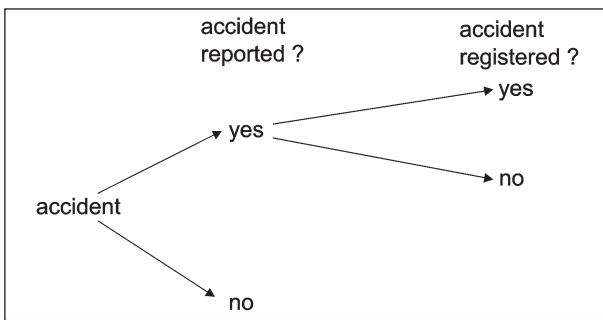 accident
reported ?
accident
registered ?
yes
yes
no
accident
no